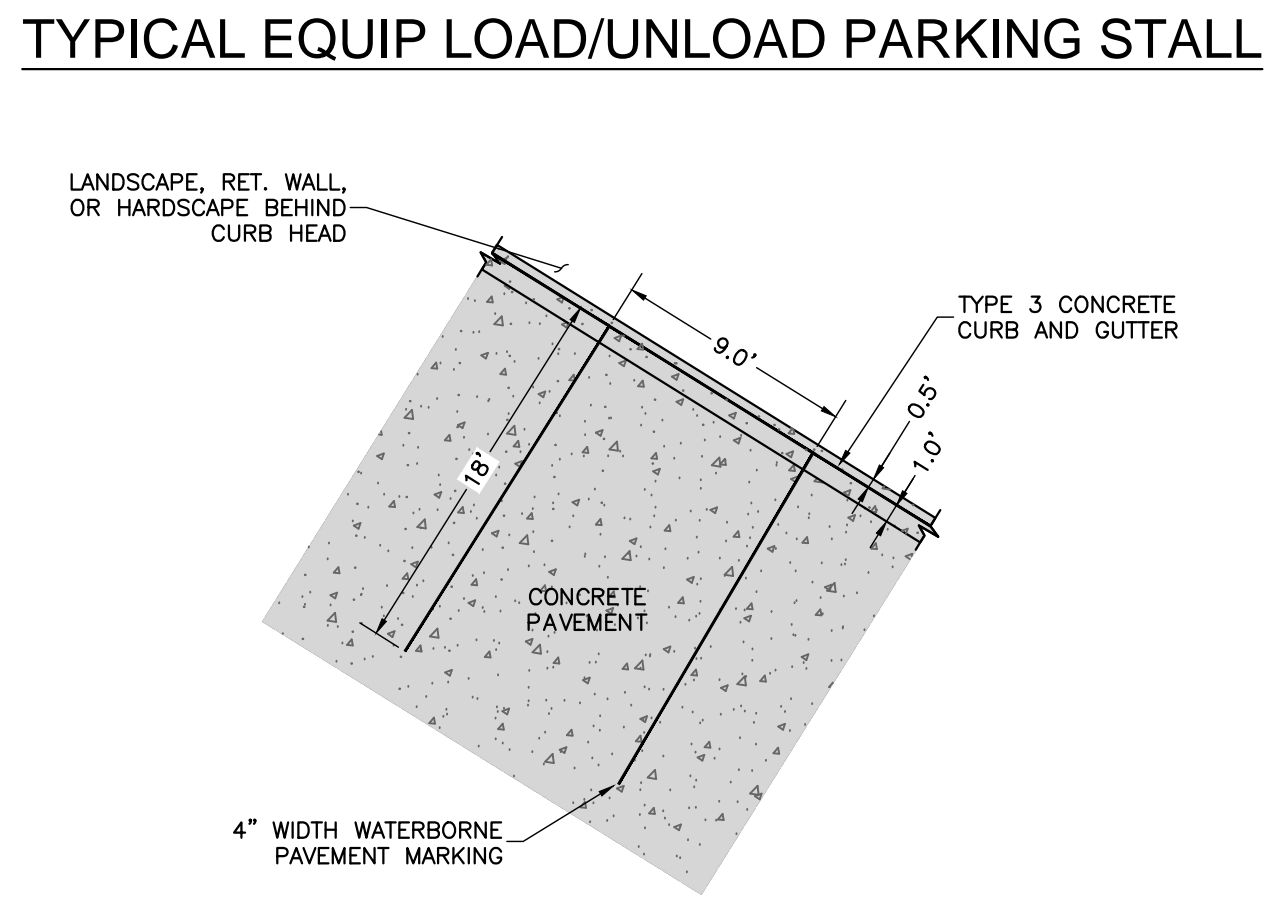 TYPICAL EQUIP LOAD/UNLOAD PARKING STALL
LANDSCAPE, RET. WALL,
OR HARDSCAPE BEHIND
CURB HEAD
9.0'
TYPE 3 CONCRETE
CURB AND GUTTER
0.5'
1.0'
18'
CONCRETE
PAVEMENT
4" WIDTH WATERBORNE
PAVEMENT MARKING